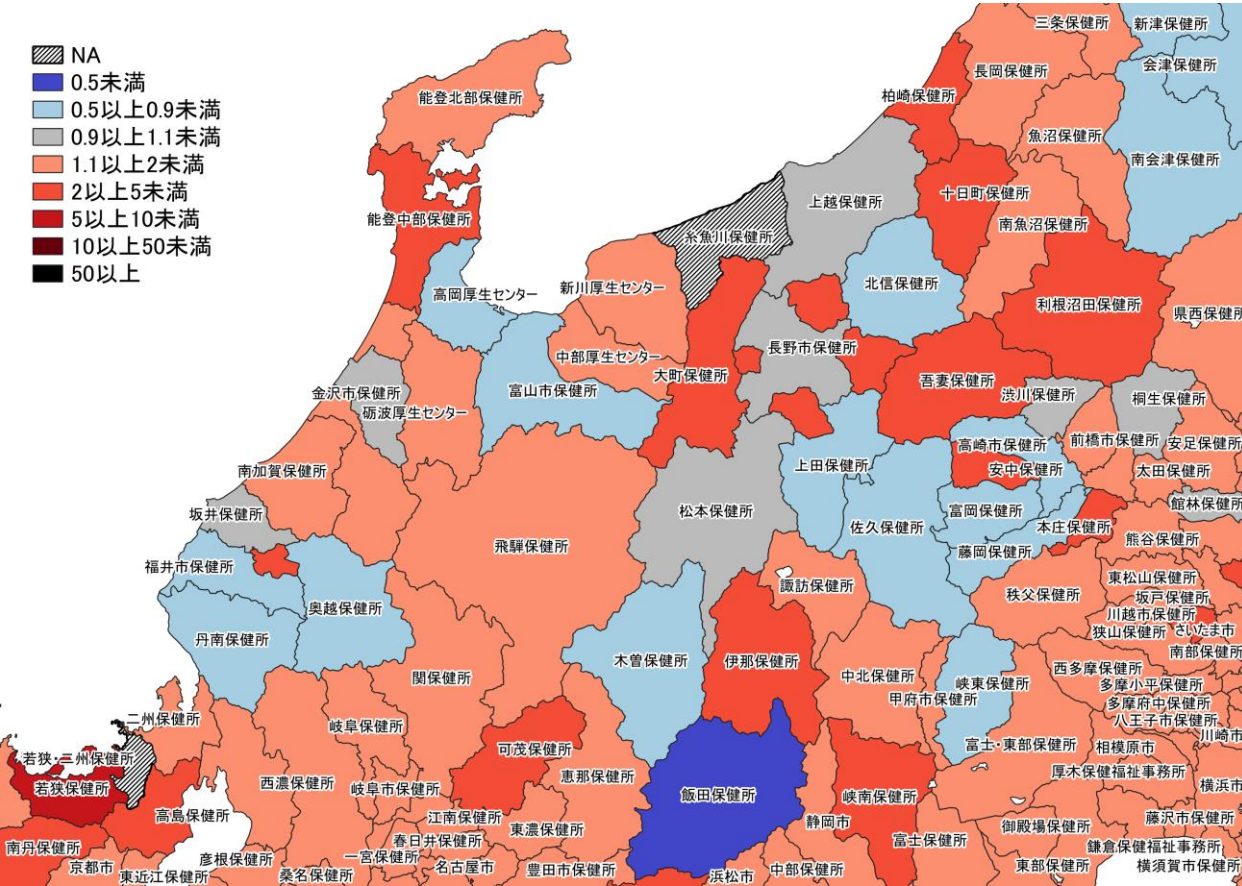 NA
0.5未満
0.5以上0.9未満
0.9以上1.1未満
1.1以上2未満
2以上5未満
5以上10未満
10以上50未満
50以上
三条保健所
新津保健所
長岡保健所
会津保健所
柏崎保健所
能登北部保健所
魚沼保健所
南会津保健所
十日町保健所
上越保健所
能登中部保健所
南魚沼保健所
糸魚川保健所
北信保健所
新川厚生センター
高岡厚生センター
利根沼田保健所
県西保健所
長野市保健所
中部厚生センター
大町保健所
吾妻保健所
富山市保健所
金沢市保健所
渋川保健所
桐生保健所
砺波厚生センター
高崎市保健所
前橋市保健所
安足保健所
上田保健所
南加賀保健所
安中保健所
太田保健所
富岡保健所
館林保健所
松本保健所
坂井保健所
佐久保健所
本庄保健所
熊谷保健所
飛騨保健所
藤岡保健所
福井市保健所
東松山保健所
諏訪保健所
秩父保健所
坂戸保健所
奥越保健所
川越市保健所
狭山保健所
さいたま市
丹南保健所
南部保健所
木曽保健所
伊那保健所
西多摩保健所
関保健所
中北保健所
峡東保健所
多摩小平保健所
甲府市保健所
多摩府中保健所
二州保健所
岐阜保健所
八王子市保健所
川崎市
富士・東部保健所
相模原市
可茂保健所
若狭・二州保健所
恵那保健所
厚木保健福祉事務所
西濃保健所
岐阜市保健所
横浜市
若狭保健所
飯田保健所
峡南保健所
高島保健所
江南保健所
静岡市
藤沢市保健所
東濃保健所
御殿場保健所
春日井保健所
富士保健所
南丹保健所
鎌倉保健福祉事務所
彦根保健所
一宮保健所
京都市
名古屋市
豊田市保健所
中部保健所
東部保健所
横須賀市保健所
東近江保健所
桑名保健所
浜松市